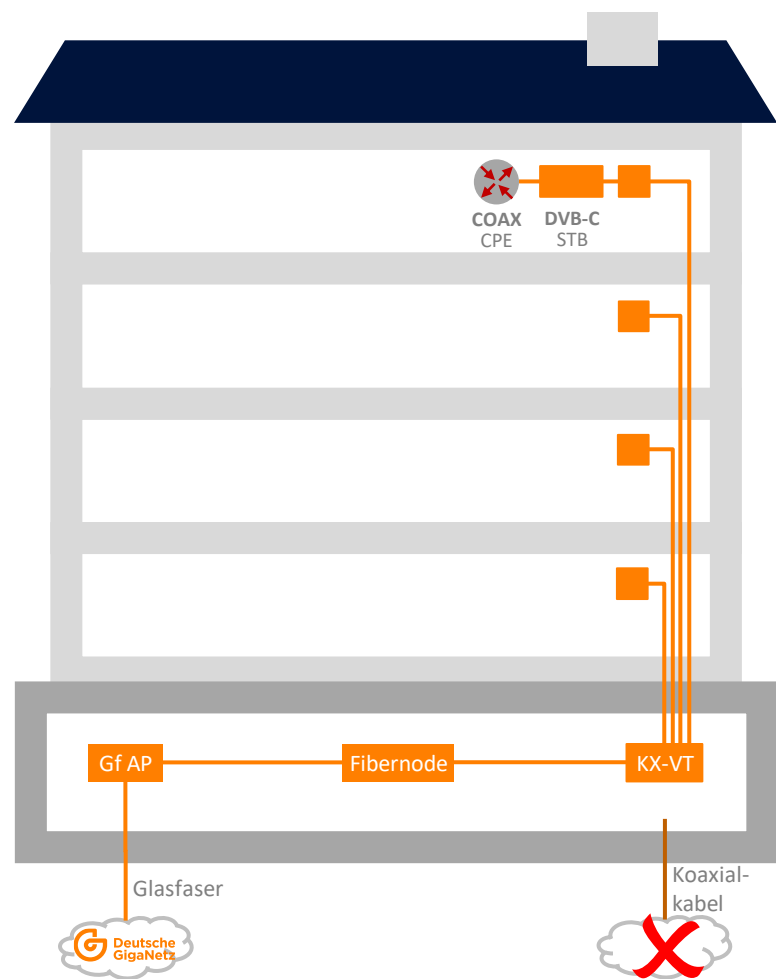 COAX
CPE
DVB-C
STB
Gf AP
Fibernode
KX-VT
Glasfaser
Koaxial-
kabel
Deutsche
GigaNetz